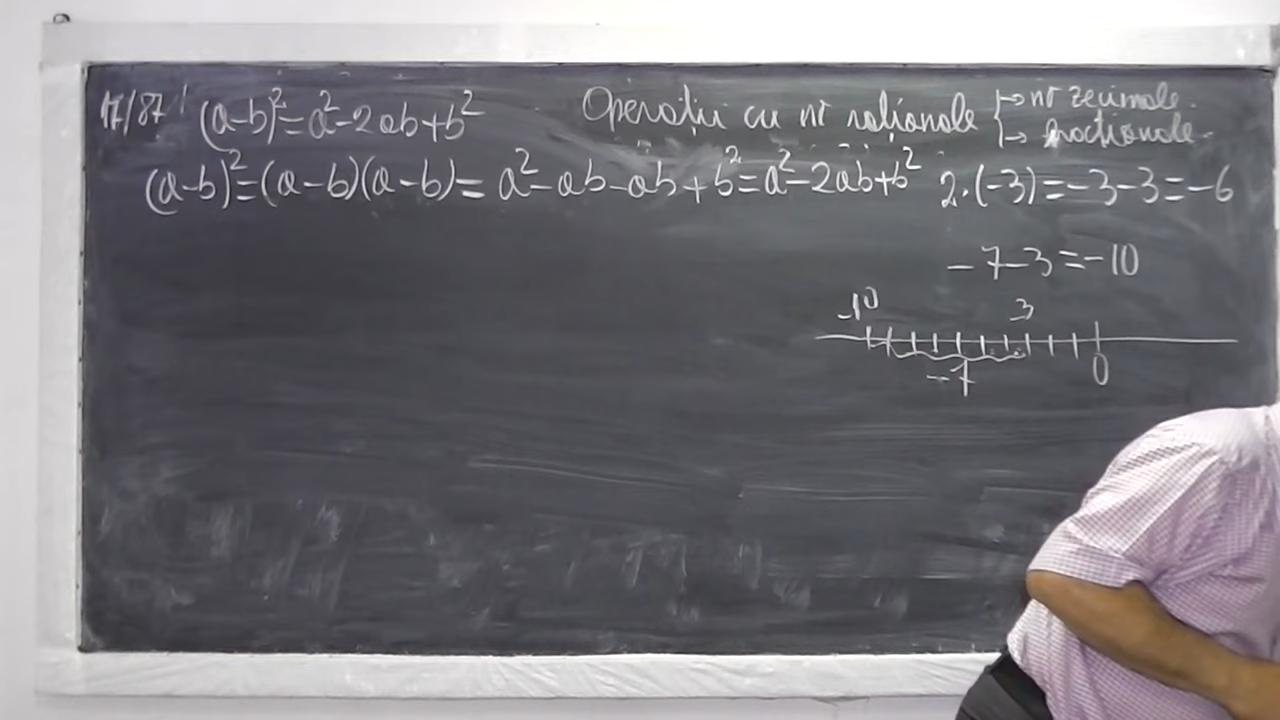 17/87 (a-b)²=a²-2ab+b²
Operații cu nr raționale → nr zecimale.
→ fracționale.
(a-b)²=(a-b)(a-b)= a²-ab-ab+b²=a²-2ab+b²
2·(-3)=-3-3=-6
-7-3=-10
-10 3
-7 0